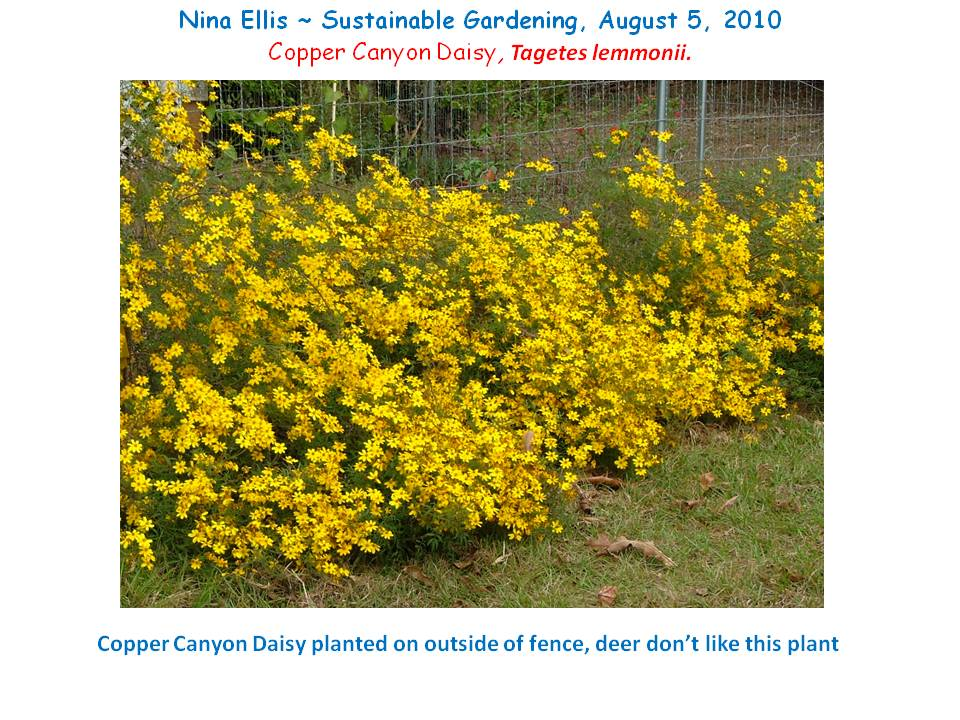 Nina Ellis ~ Sustainable Gardening, August 5, 2010
Copper Canyon Daisy, Tagetes lemmonii.
Copper Canyon Daisy planted on outside of fence, deer don’t like this plant